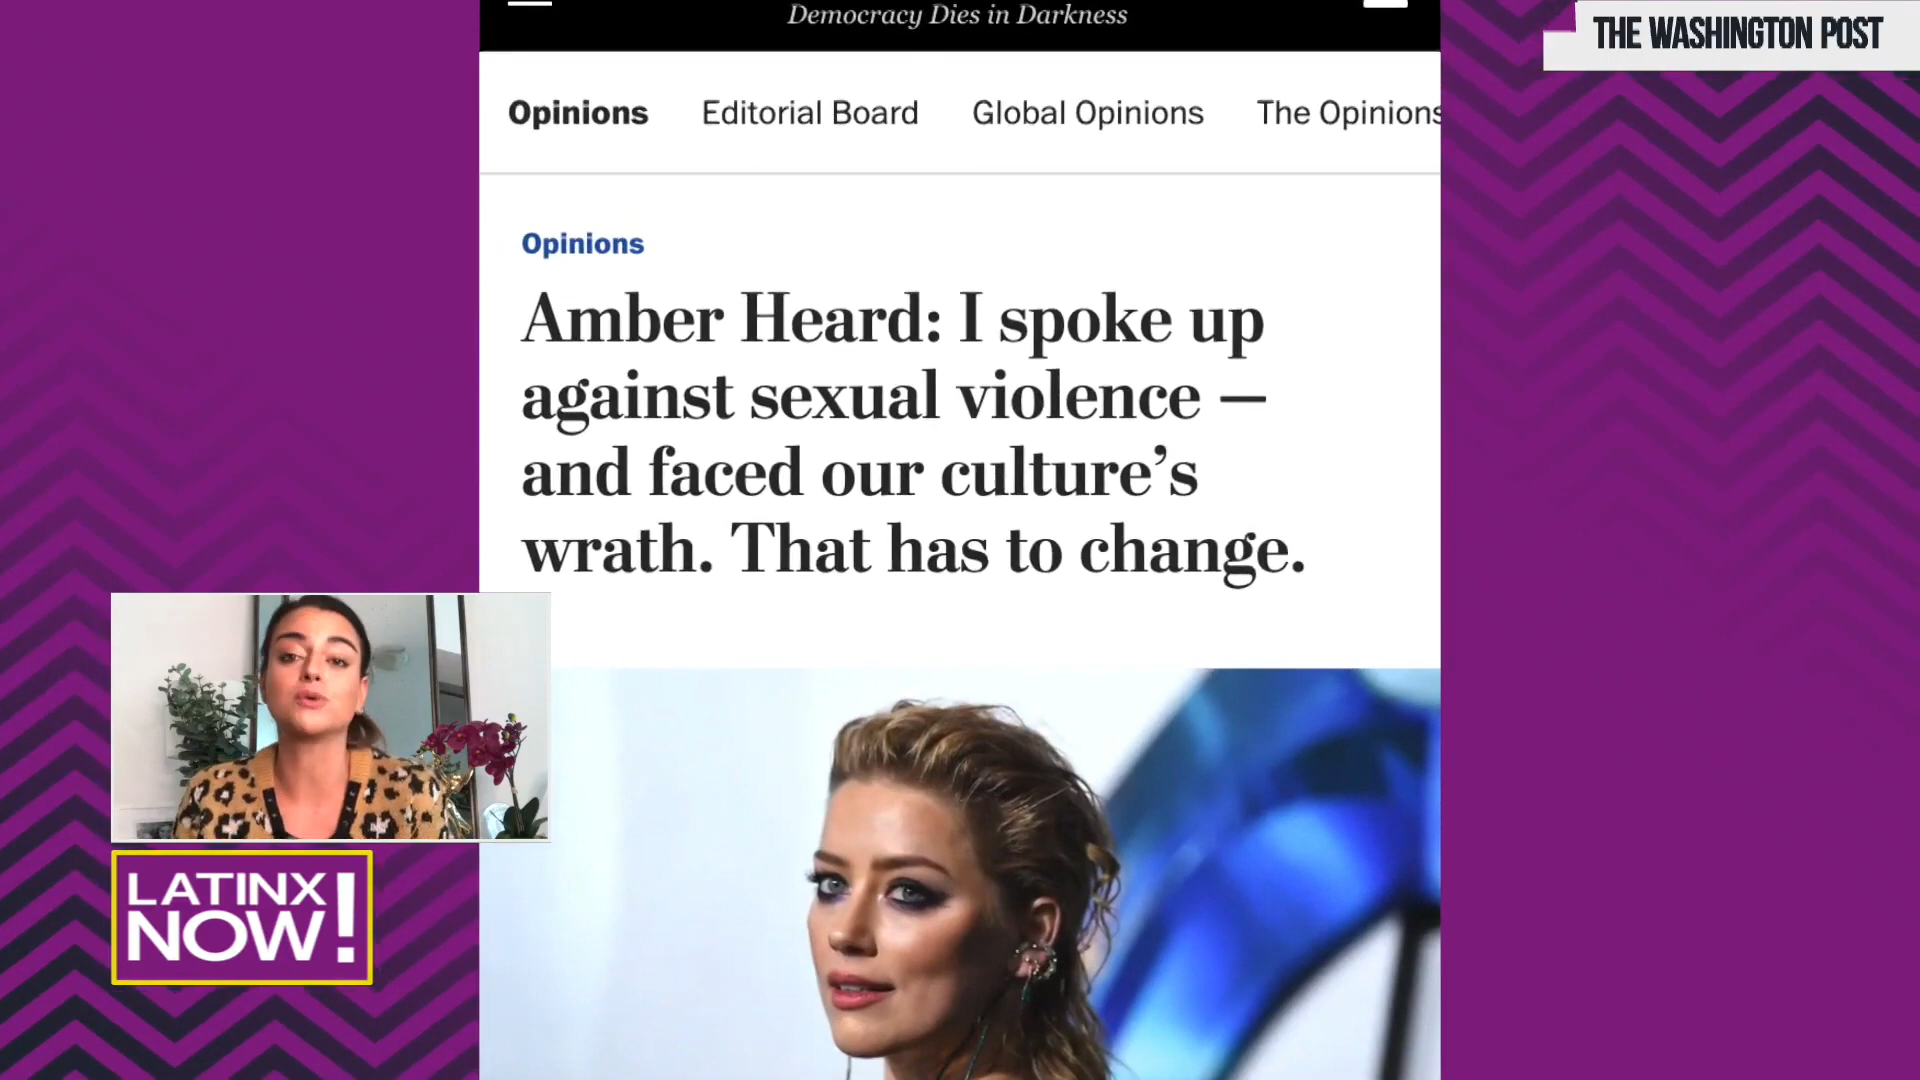 Democracy Dies in Darkness
THE WASHINGTON POST
Opinions Editorial Board Global Opinions The Opinions
Opinions
Amber Heard: I spoke up
against sexual violence —
and faced our culture’s
wrath. That has to change.
LATINX
NOW!